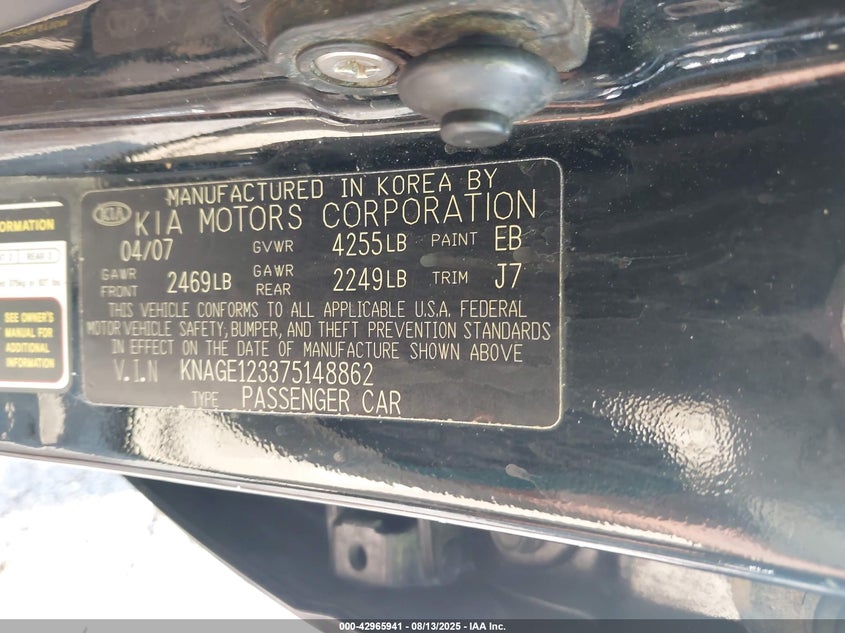 MANUFACTURED IN KOREA BY
KIA KIA MOTORS CORPORATION
04/07 GVWR 4255LB PAINT EB
GAWR FRONT 2469LB GAWR REAR 2249LB TRIM J7
THIS VEHICLE CONFORMS TO ALL APPLICABLE U.S.A. FEDERAL
MOTOR VEHICLE SAFETY, BUMPER, AND THEFT PREVENTION STANDARDS
IN EFFECT ON THE DATE OF MANUFACTURE SHOWN ABOVE
V.I.N KNAGE123375148862
TYPE PASSENGER CAR
ORMATION
REAR 3
SEE OWNER'S
MANUAL FOR
ADDITIONAL
INFORMATION
000-42965941 - 08/13/2025 - IAA Inc.